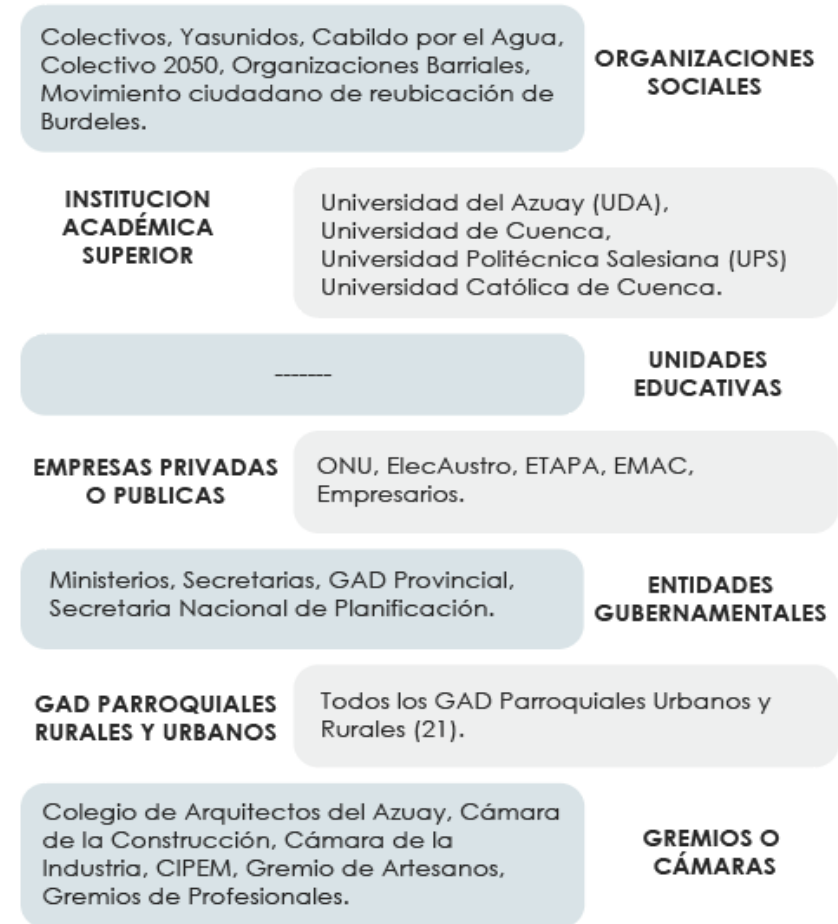 Colectivos, Yasunidos, Cabildo por el Agua,
Colectivo 2050, Organizaciones Barriales,
Movimiento ciudadano de reubicación de
Burdeles.
ORGANIZACIONES
SOCIALES
INSTITUCION
ACADÉMICA
SUPERIOR
Universidad del Azuay (UDA),
Universidad de Cuenca,
Universidad Politécnica Salesiana (UPS)
Universidad Católica de Cuenca.
-------
UNIDADES
EDUCATIVAS
EMPRESAS PRIVADAS
O PUBLICAS
ONU, ElecAustro, ETAPA, EMAC,
Empresarios.
Ministerios, Secretarias, GAD Provincial,
Secretaria Nacional de Planificación.
ENTIDADES
GUBERNAMENTALES
GAD PARROQUIALES
RURALES Y URBANOS
Todos los GAD Parroquiales Urbanos y
Rurales (21).
Colegio de Arquitectos del Azuay, Cámara
de la Construcción, Cámara de la
Industria, CIPEM, Gremio de Artesanos,
Gremios de Profesionales.
GREMIOS O
CÁMARAS